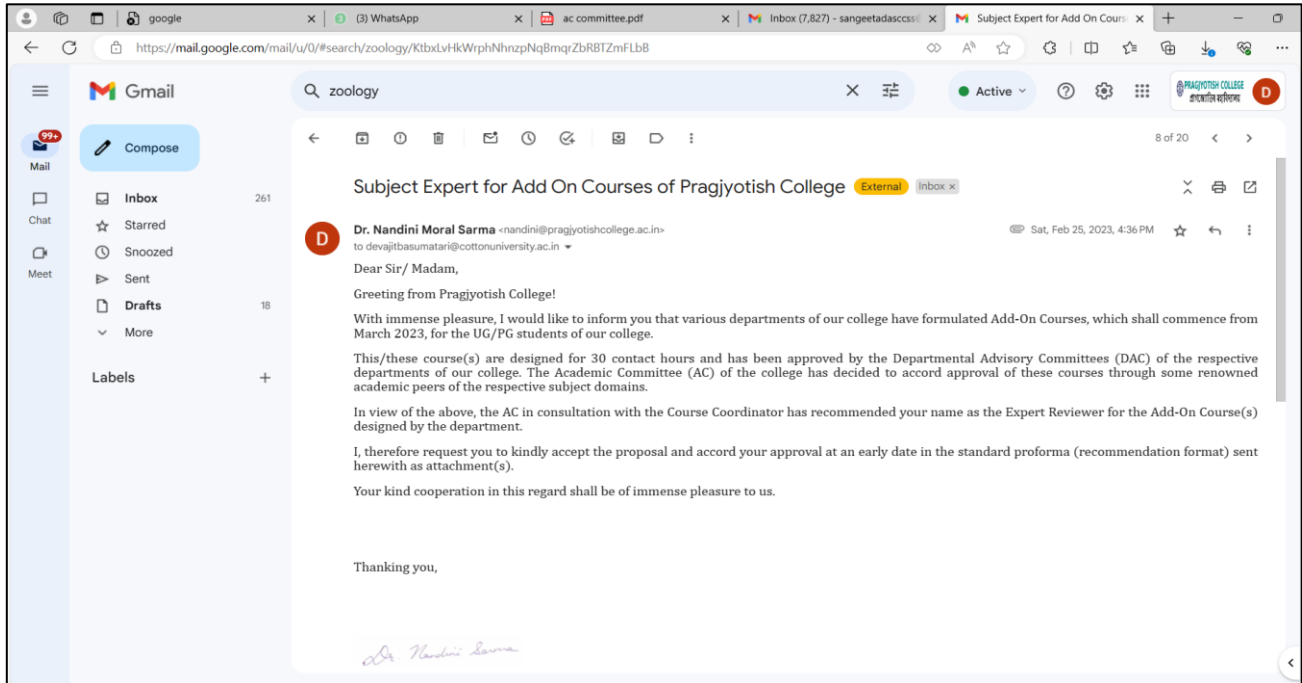 google
(3) WhatsApp
ac committee.pdf
Inbox (7,827) - sangeetadasccss
Subject Expert for Add On Cours
https://mail.google.com/mail/u/0/#search/zoology/KtbxLvHkWrphNhnzpNqBmqrZbRBTZmFLbB
Gmail
zoology
Active
PRAGJYOTISH COLLEGE
D
99+
Mail
Compose
8 of 20
Chat
Meet
Inbox 261
Starred
Snoozed
Sent
Drafts 18
More
Labels
Subject Expert for Add On Courses of Pragjyotish College External Inbox x
D
Dr. Nandini Moral Sarma <nandini@pragjyotishcollege.ac.in> Sat, Feb 25, 2023, 4:36 PM
to devajitbasumatari@cottonuniversity.ac.in
Dear Sir/ Madam,
Greeting from Pragjyotish College!
With immense pleasure, I would like to inform you that various departments of our college have formulated Add-On Courses, which shall commence from
March 2023, for the UG/PG students of our college.
This/these course(s) are designed for 30 contact hours and has been approved by the Departmental Advisory Committees (DAC) of the respective
departments of our college. The Academic Committee (AC) of the college has decided to accord approval of these courses through some renowned
academic peers of the respective subject domains.
In view of the above, the AC in consultation with the Course Coordinator has recommended your name as the Expert Reviewer for the Add-On Course(s)
designed by the department.
I, therefore request you to kindly accept the proposal and accord your approval at an early date in the standard proforma (recommendation format) sent
herewith as attachment(s).
Your kind cooperation in this regard shall be of immense pleasure to us.
Thanking you,
Dr. Nandini Sarma